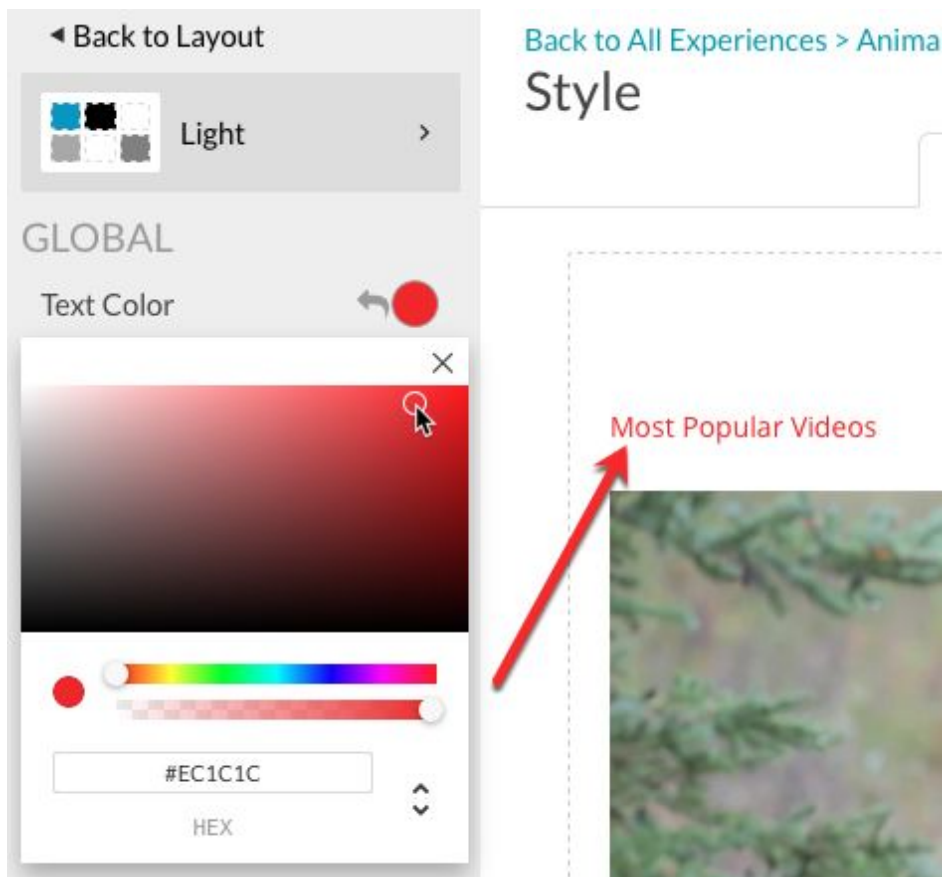 Back to Layout
Light
GLOBAL
Text Color
#EC1C1C
HEX
Back to All Experiences > Anima
Style
Most Popular Videos